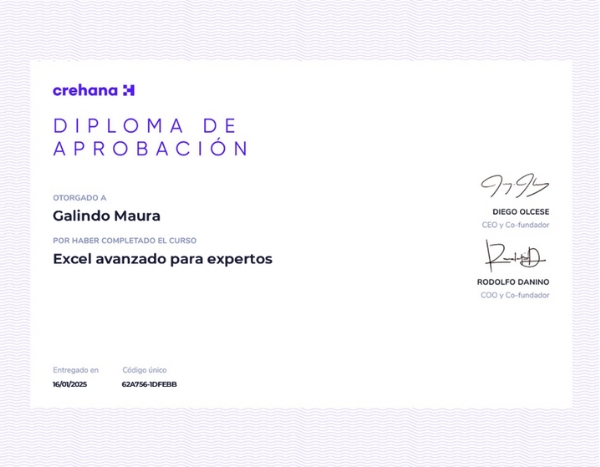 crehana
DIPLOMA DE
APROBACIÓN
OTORGADO A
Galindo Maura
POR HABER COMPLETADO EL CURSO
Excel avanzado para expertos
DIEGO OLCESE
CEO y Co-fundador
RODOLFO DANINO
COO y Co-fundador
Entregado en
Código único
16/01/2025
62A756-1DFEBB